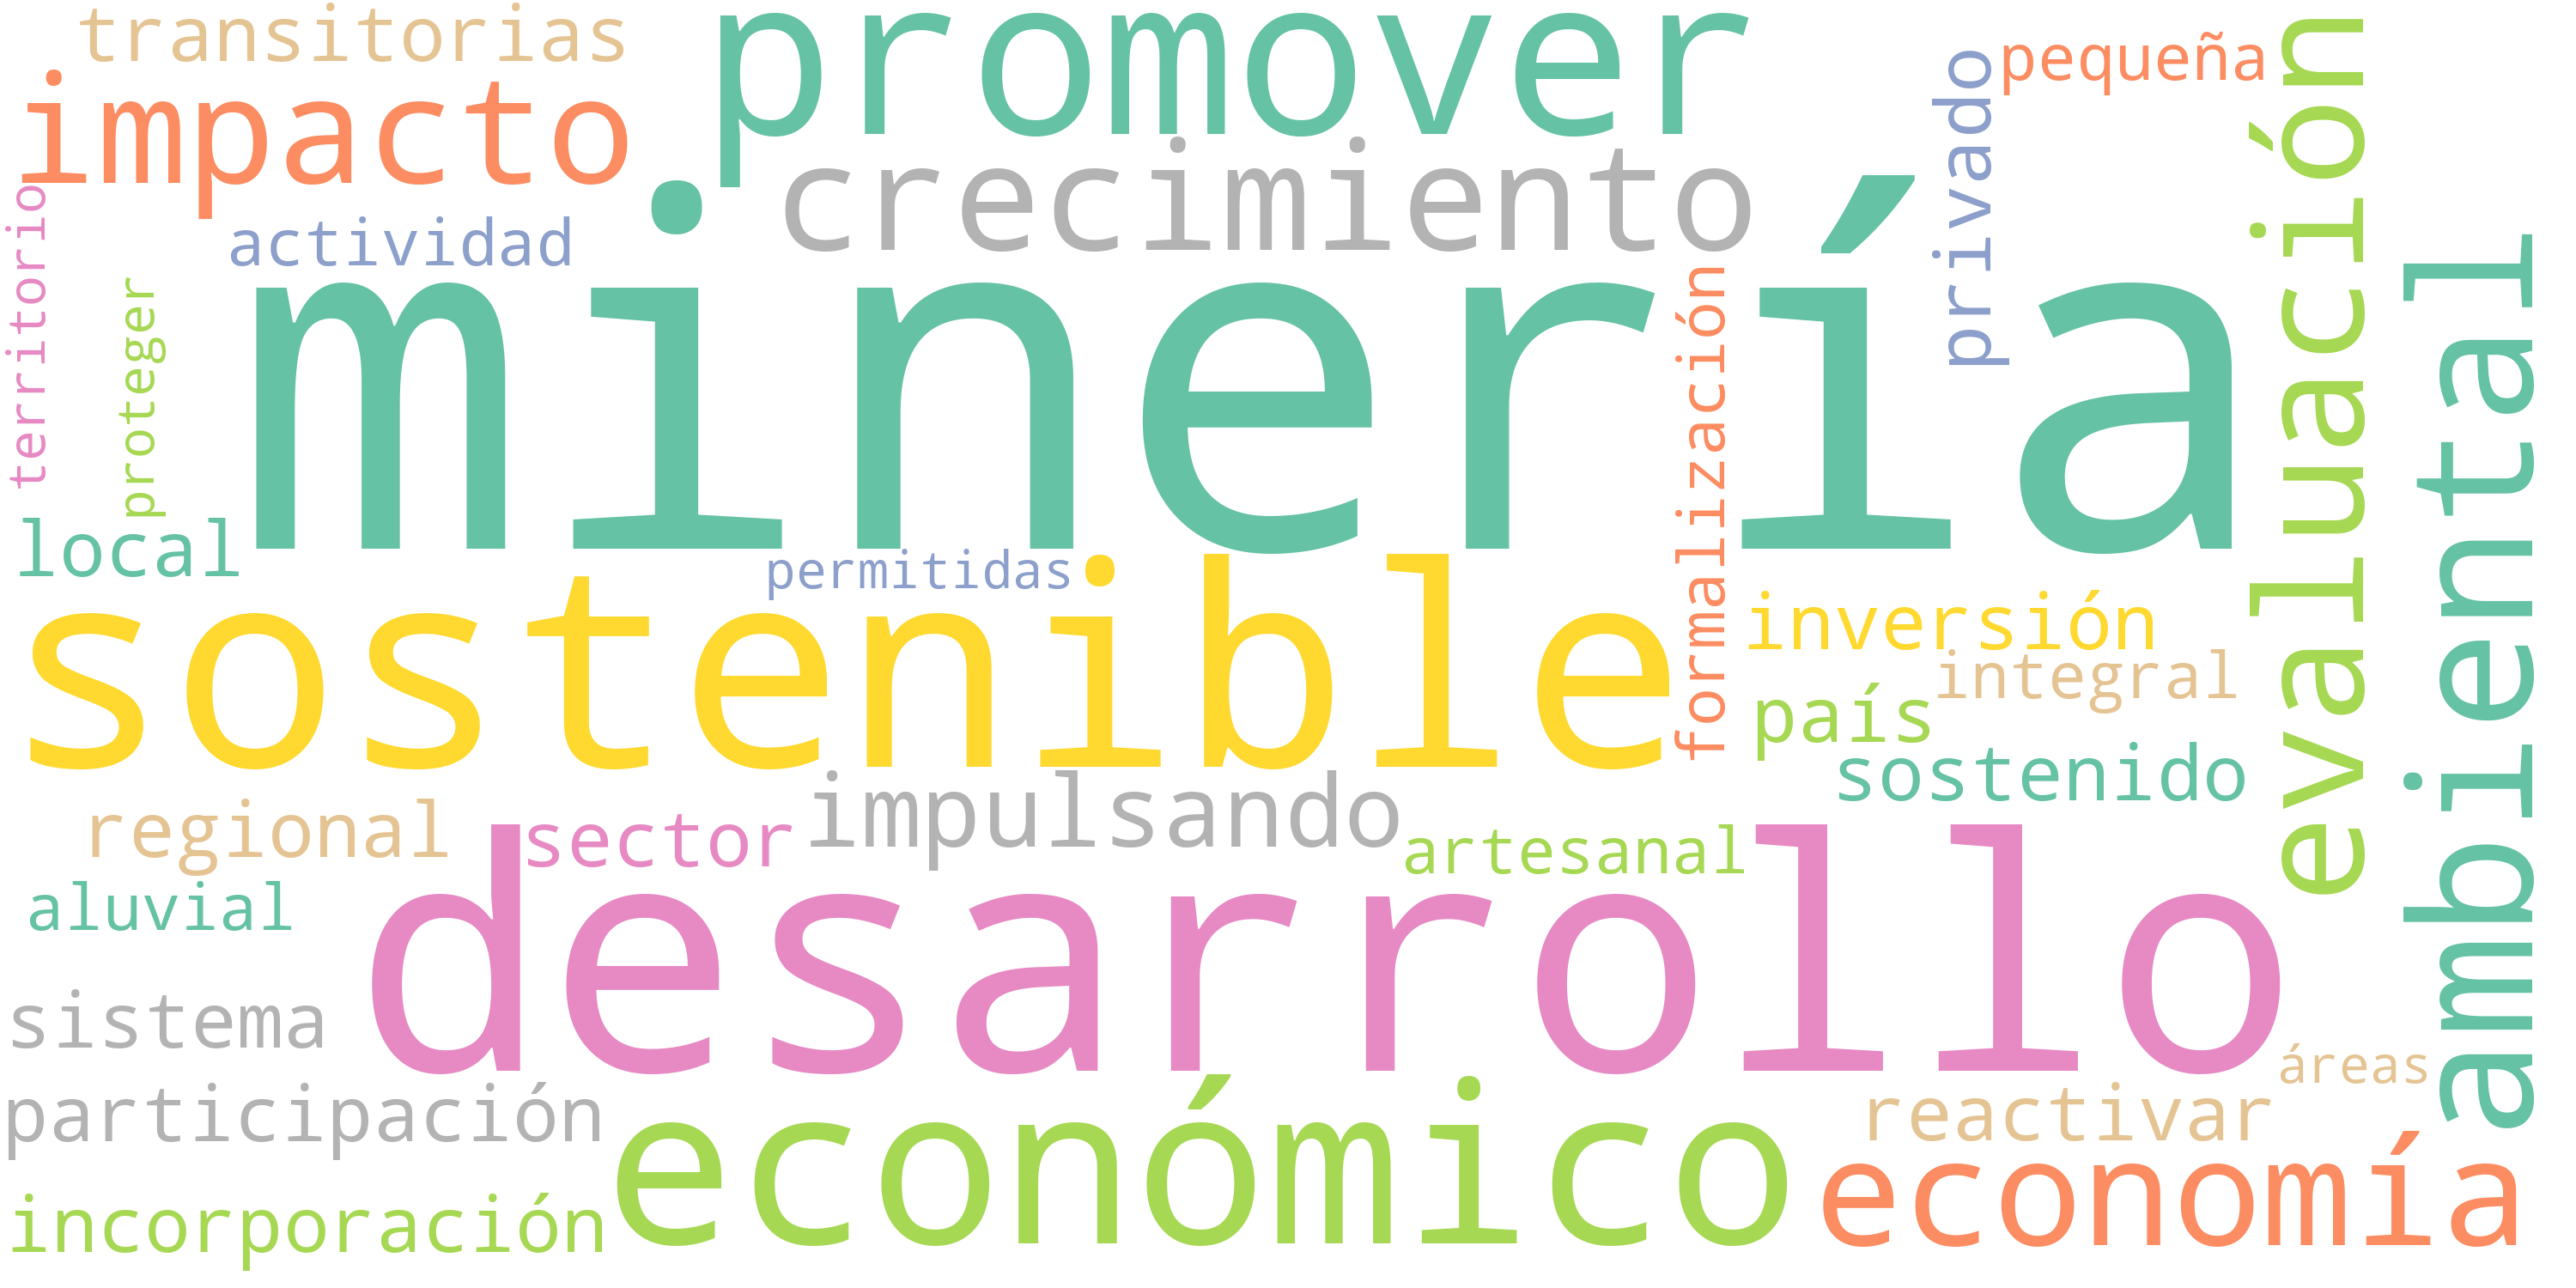 transitorias
promover
pequeña
impacto
crecimiento
privado
evaluación
territorio
actividad
minería
formalización
ambiental
proteger
local
permitidas
sostenible
inversión
integral
país
sostenido
regional
sector
impulsando
artesanal
aluvial
desarrollo
sistema
áreas
participación
económico
reactivar
incorporación
economía